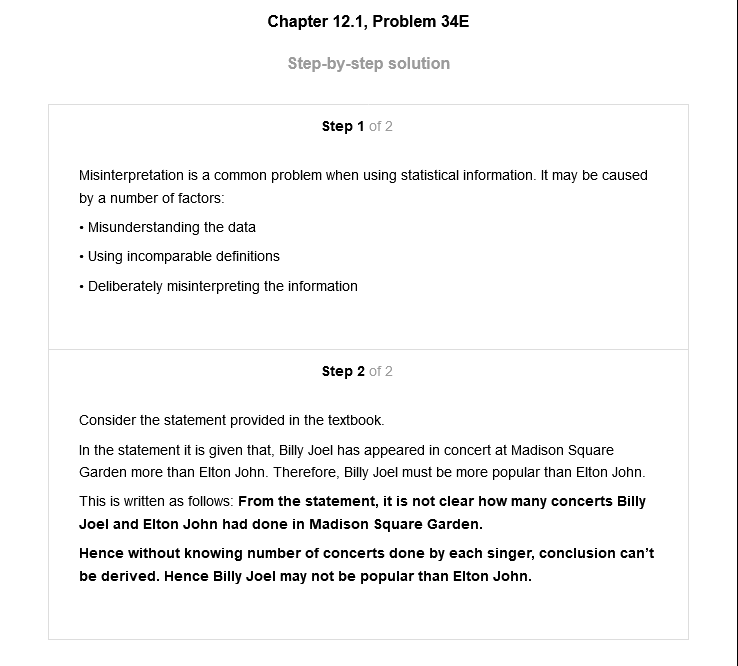 Chapter 12.1, Problem 34E
Step-by-step solution
Step 1 of 2
Misinterpretation is a common problem when using statistical information. It may be caused
by a number of factors:
• Misunderstanding the data
• Using incomparable definitions
• Deliberately misinterpreting the information
Step 2 of 2
Consider the statement provided in the textbook.
In the statement it is given that, Billy Joel has appeared in concert at Madison Square
Garden more than Elton John. Therefore, Billy Joel must be more popular than Elton John.
This is written as follows: From the statement, it is not clear how many concerts Billy
Joel and Elton John had done in Madison Square Garden.
Hence without knowing number of concerts done by each singer, conclusion can’t
be derived. Hence Billy Joel may not be popular than Elton John.